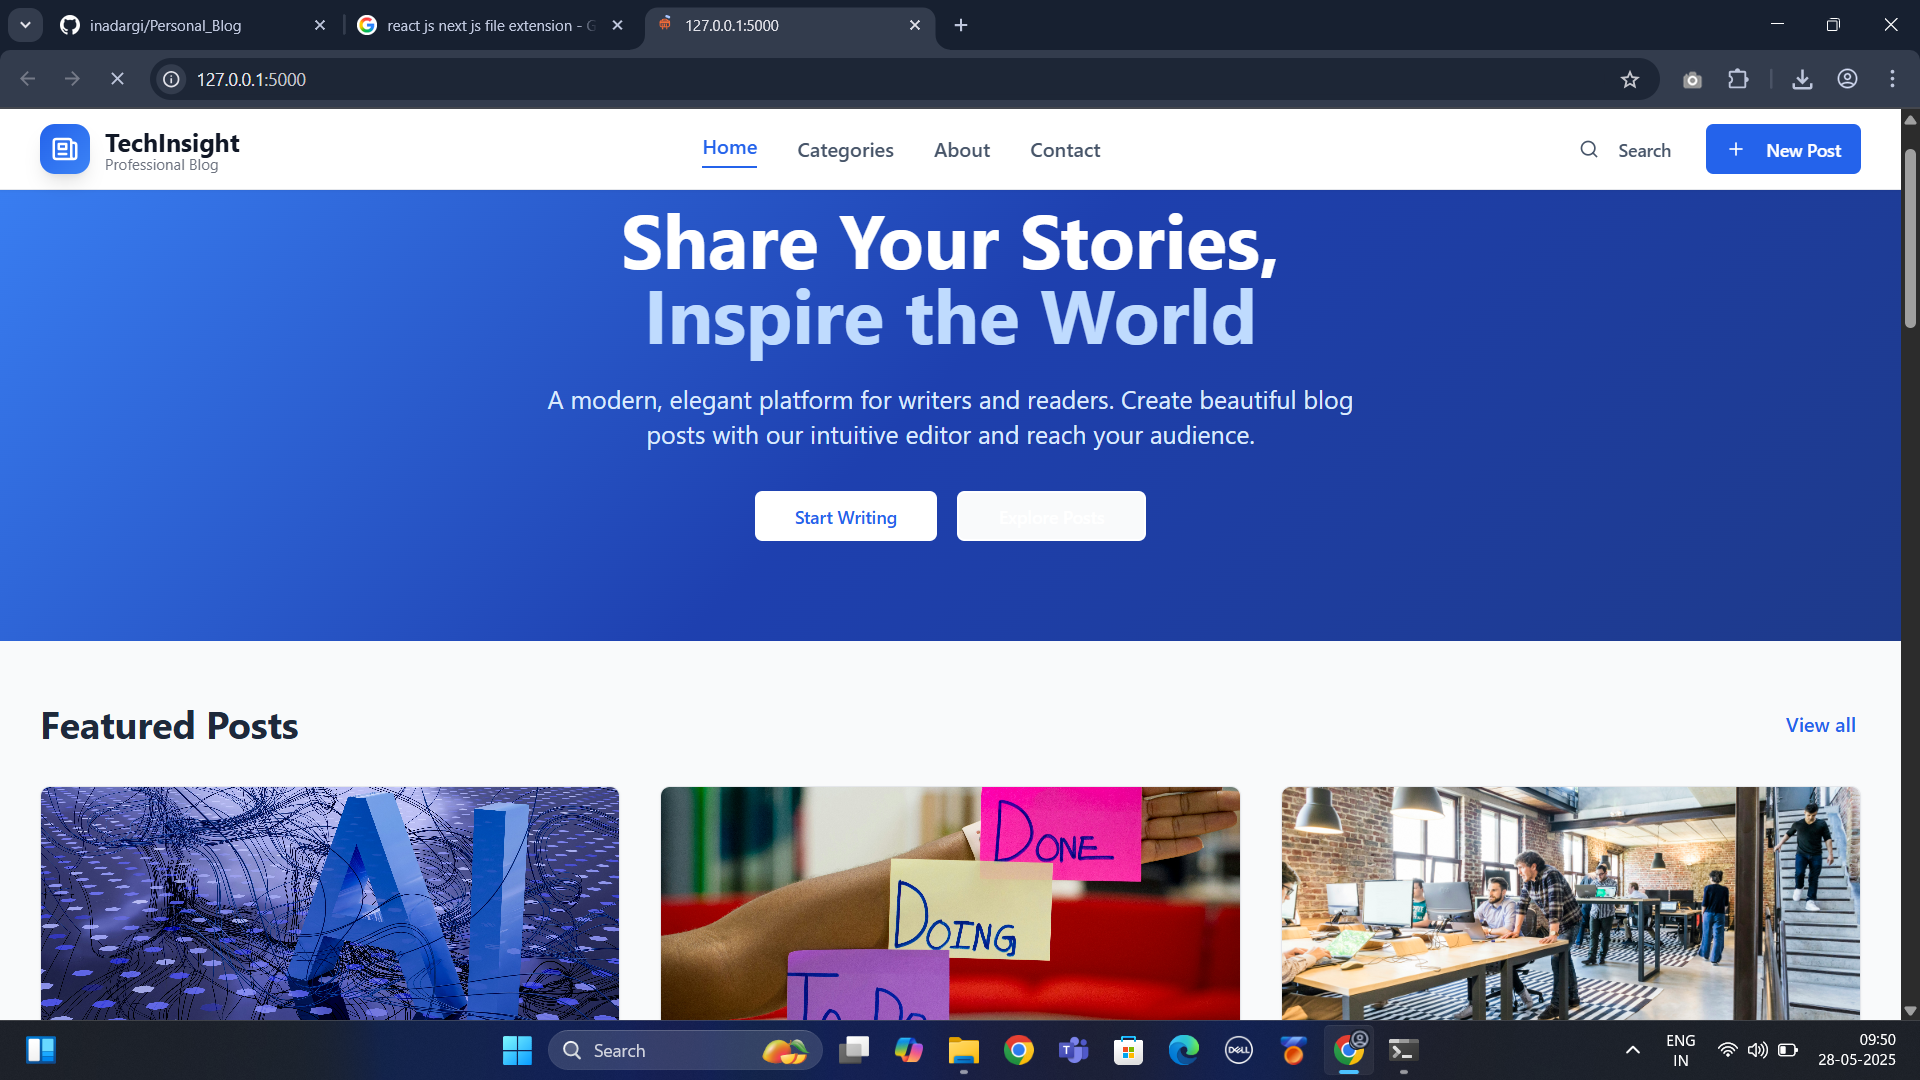 inadargi/Personal_Blog
react js next js file extension - G
127.0.0.1:5000
127.0.0.1:5000
TechInsight
Professional Blog
Home
Categories
About
Contact
Search
New Post
Share Your Stories,
Inspire the World
A modern, elegant platform for writers and readers. Create beautiful blog
posts with our intuitive editor and reach your audience.
Start Writing
Explore Posts
Featured Posts
View all
AI
DONE
DOING
To Do
Search
DELL
ENG
IN
09:50
28-05-2025